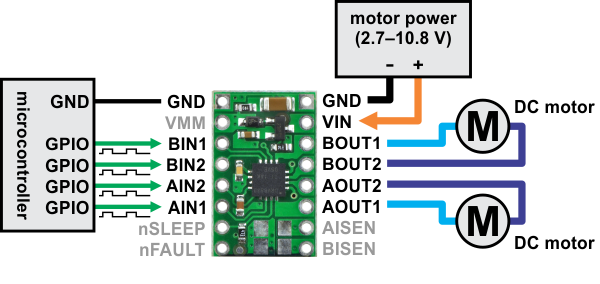 motor power
(2.7–10.8 V)
- +
microcontroller
GND
GPIO
GPIO
GPIO
GPIO
GND
VMM
BIN1
BIN2
AIN2
AIN1
nSLEEP
nFAULT
GND
VIN
BOUT1
BOUT2
AOUT2
AOUT1
AISEN
BISEN
M
DC motor
M
DC motor